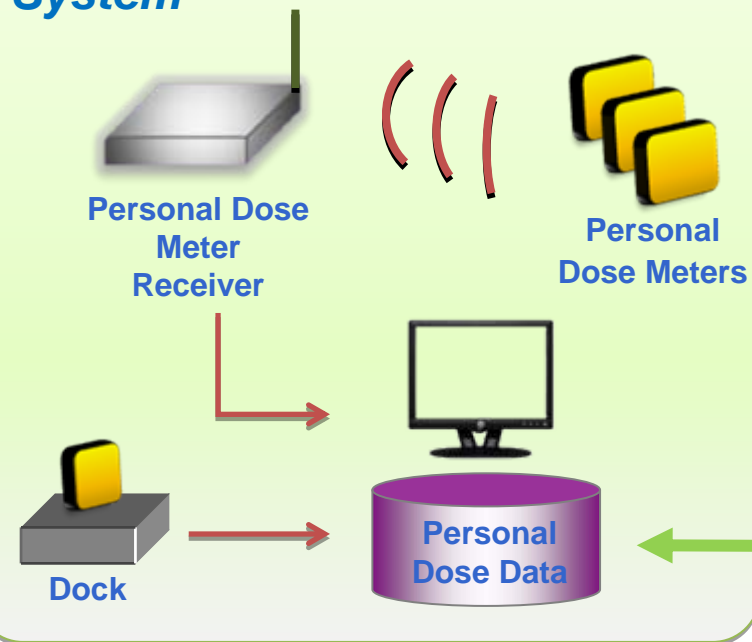 System
Personal Dose
Meter
Receiver
Personal
Dose Meters
Dock
Personal
Dose Data